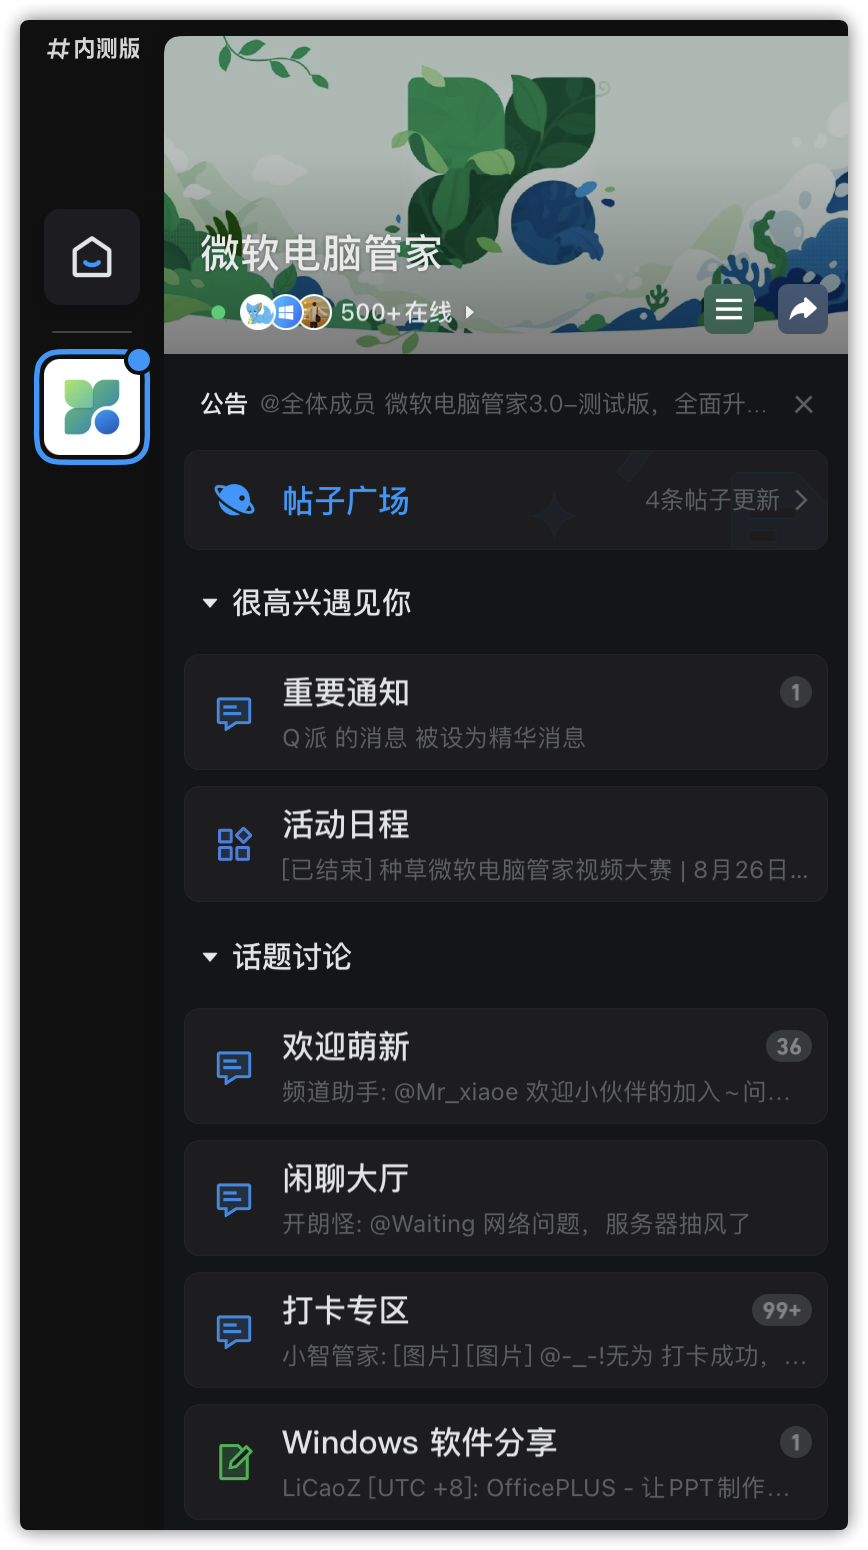 #内测版
微软电脑管家
500+在线
公告 @全体成员 微软电脑管家3.0-测试版，全面升...
帖子广场 4条帖子更新
很高兴遇见你
重要通知 1
Q派 的消息 被设为精华消息
活动日程
[已结束] 种草微软电脑管家视频大赛 | 8月26日...
话题讨论
欢迎萌新 36
频道助手: @Mr_xiaoe 欢迎小伙伴的加入~问...
闲聊大厅
开朗怪: @Waiting 网络问题，服务器抽风了
打卡专区 99+
小智管家: [图片][图片] @-_-!无为 打卡成功，...
Windows 软件分享 1
LiCaoZ [UTC +8]: OfficePLUS - 让PPT制作...